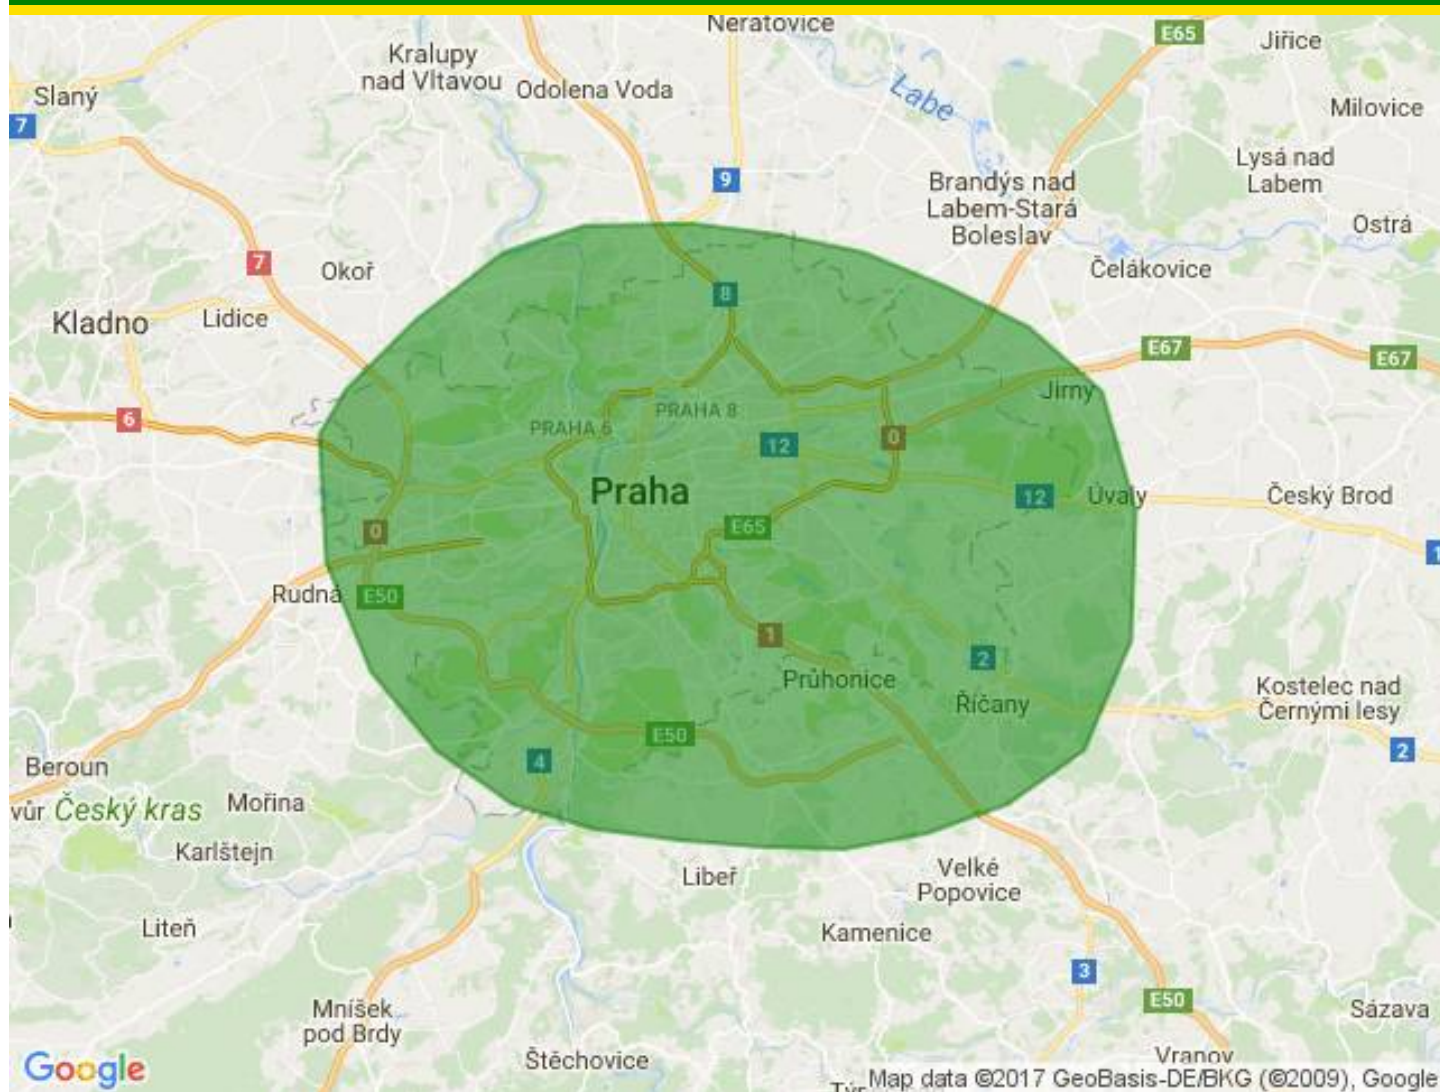 Neratovice
E65
Jiřice
Kralupy
nad Vltavou
Odolena Voda
Slaný
Labe
Milovice
7
Lysá nad
Labem
9
Brandýs nad
Labem-Stará
Boleslav
Ostrá
7
Okoř
Čelákovice
8
Kladno
Lidice
E67
E67
Jirny
6
PRAHA 8
PRAHA 6
12
0
Praha
12
Úvaly
Český Brod
E65
0
1
Rudná
E50
1
2
Průhonice
Říčany
Kostelec nad
Černými lesy
E50
2
4
Beroun
vůr Český kras
Mořina
Karlštejn
Libeř
Velké
Popovice
Liteň
Kamenice
3
E50
Mníšek
pod Brdy
Sázava
Štěchovice
Vranov
Google
Map data ©2017 GeoBasis-DE/BKG (©2009), Google